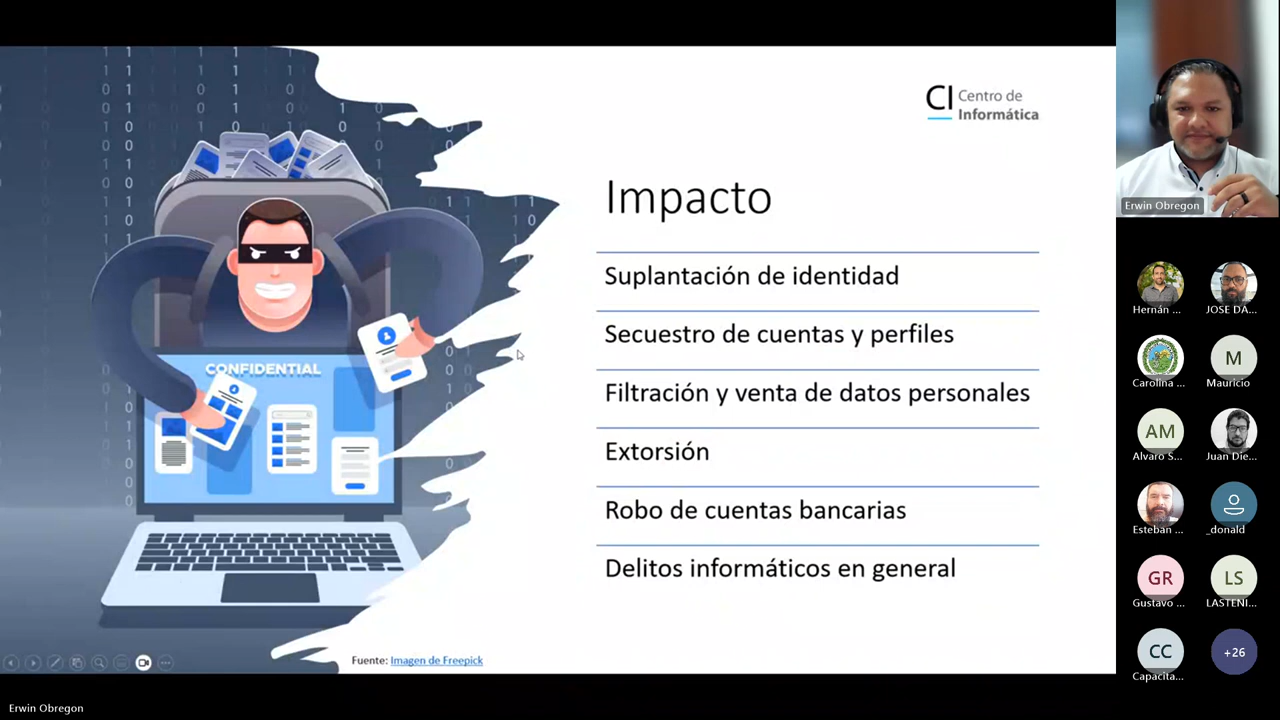 CI Centro de
Informática
Impacto
Suplantación de identidad
Secuestro de cuentas y perfiles
Filtración y venta de datos personales
Extorsión
Robo de cuentas bancarias
Delitos informáticos en general
CONFIDENTIAL
Fuente: Imagen de Freepick
Erwin Obregon
Hernán ...
JOSE DA...
Carolina ...
M
Mauricio
AM
Alvaro S...
Juan Die...
Esteban ...
_donald
GR
Gustavo ...
LS
LASTENI...
CC
Capacita...
+26
Erwin Obregon